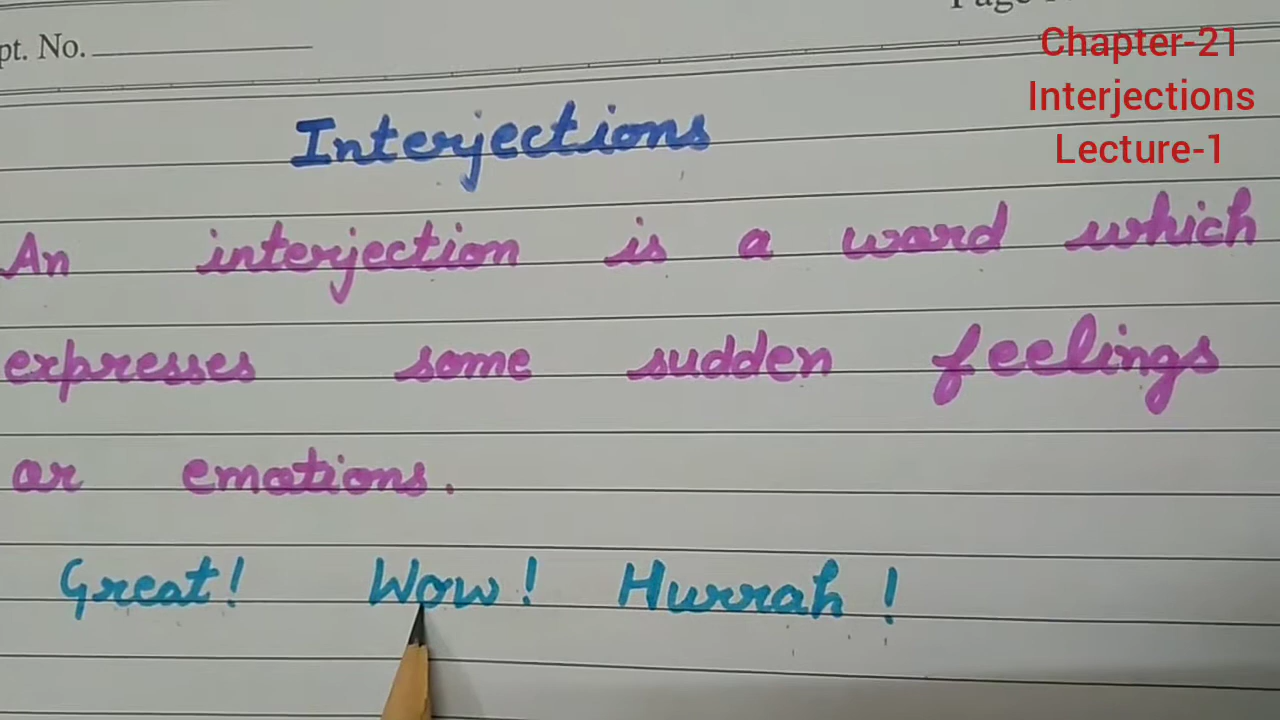 pt. No.
Page
Chapter-21
Interjections
Lecture-1
Interjections
An interjection is a word which
expresses some sudden feelings
or emotions.
Great! Wow! Hurrah!